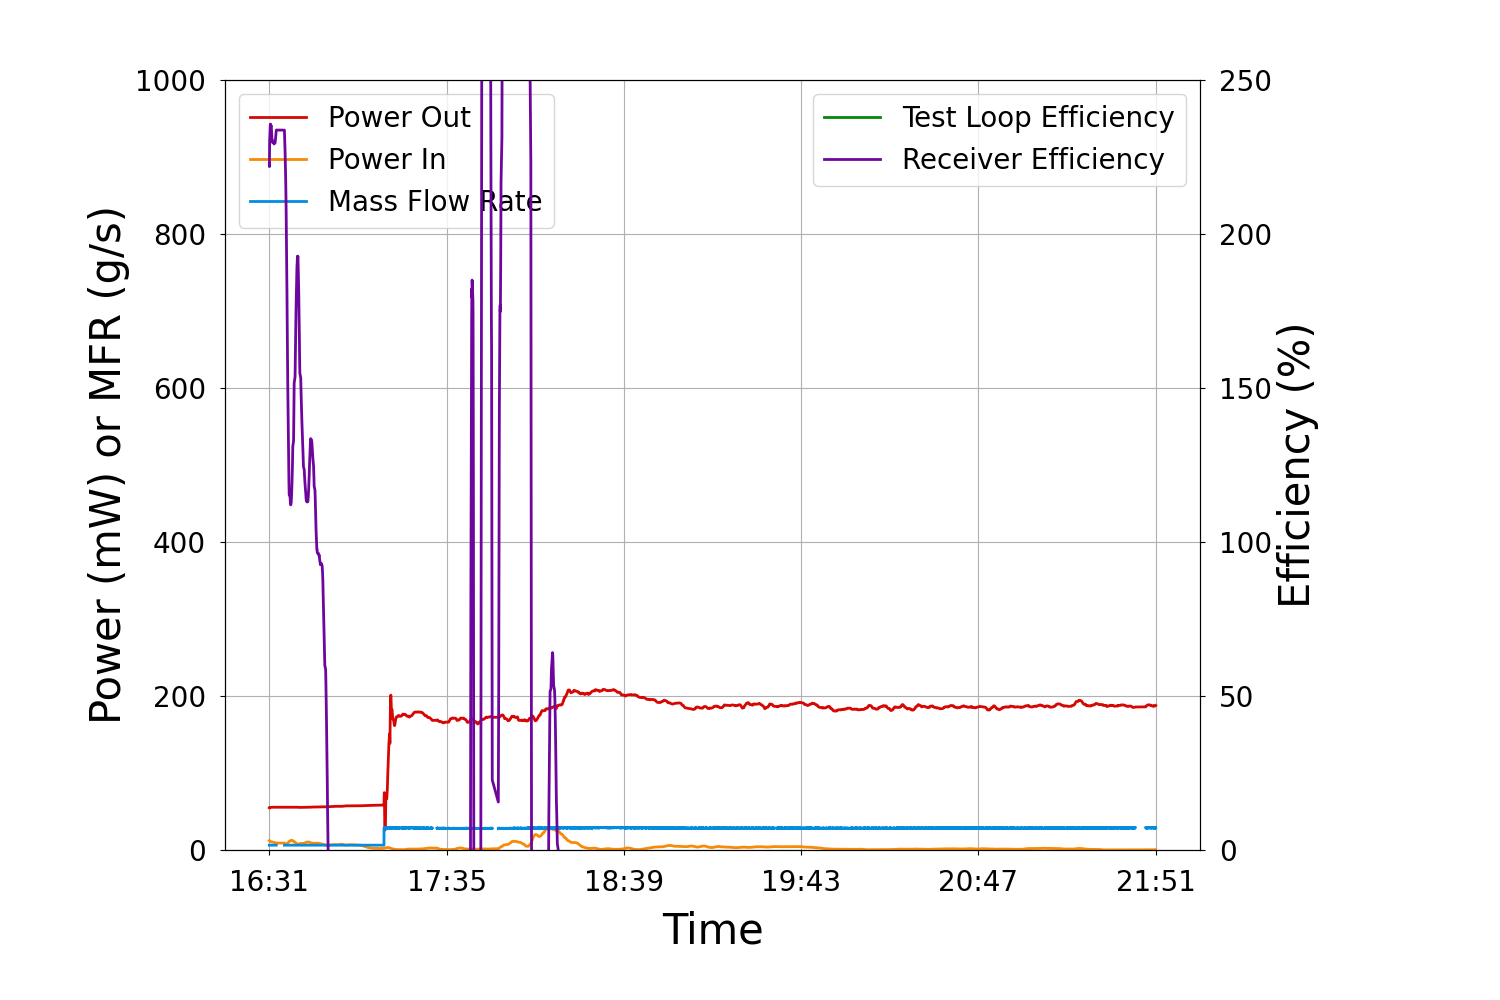 1000
800
600
400
200
0
Power (mW) or MFR (g/s)
Power Out
Power In
Mass Flow Rate
Test Loop Efficiency
Receiver Efficiency
250
200
150
100
50
0
Efficiency (%)
16:31 17:35 18:39 19:43 20:47 21:51
Time